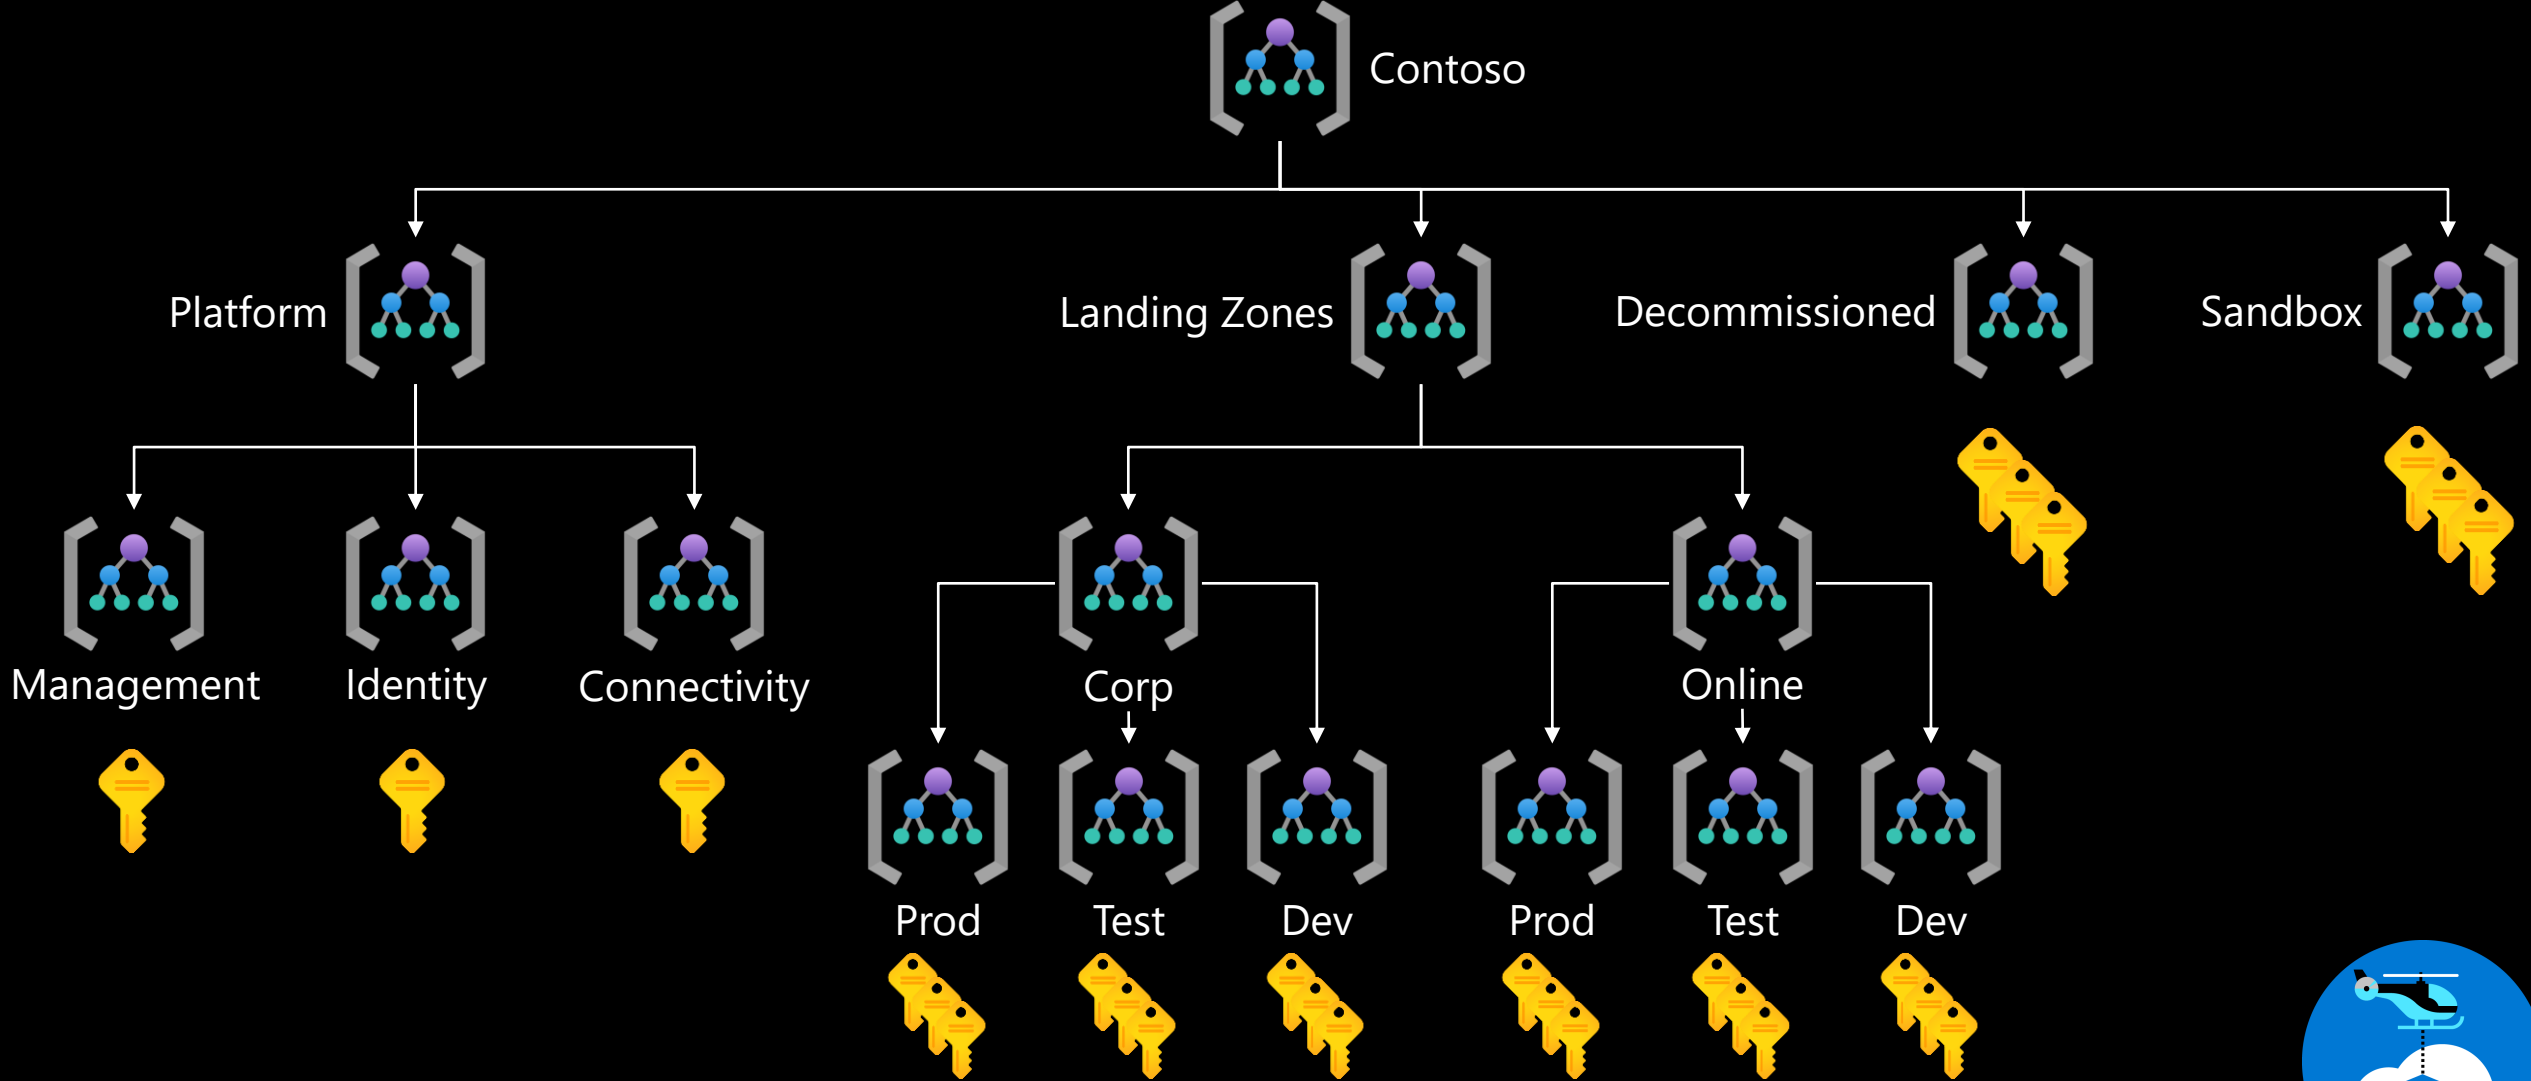 Contoso
Platform
Landing Zones
Decommissioned
Sandbox
Management
Identity
Connectivity
Corp
Online
Prod
Test
Dev
Prod
Test
Dev